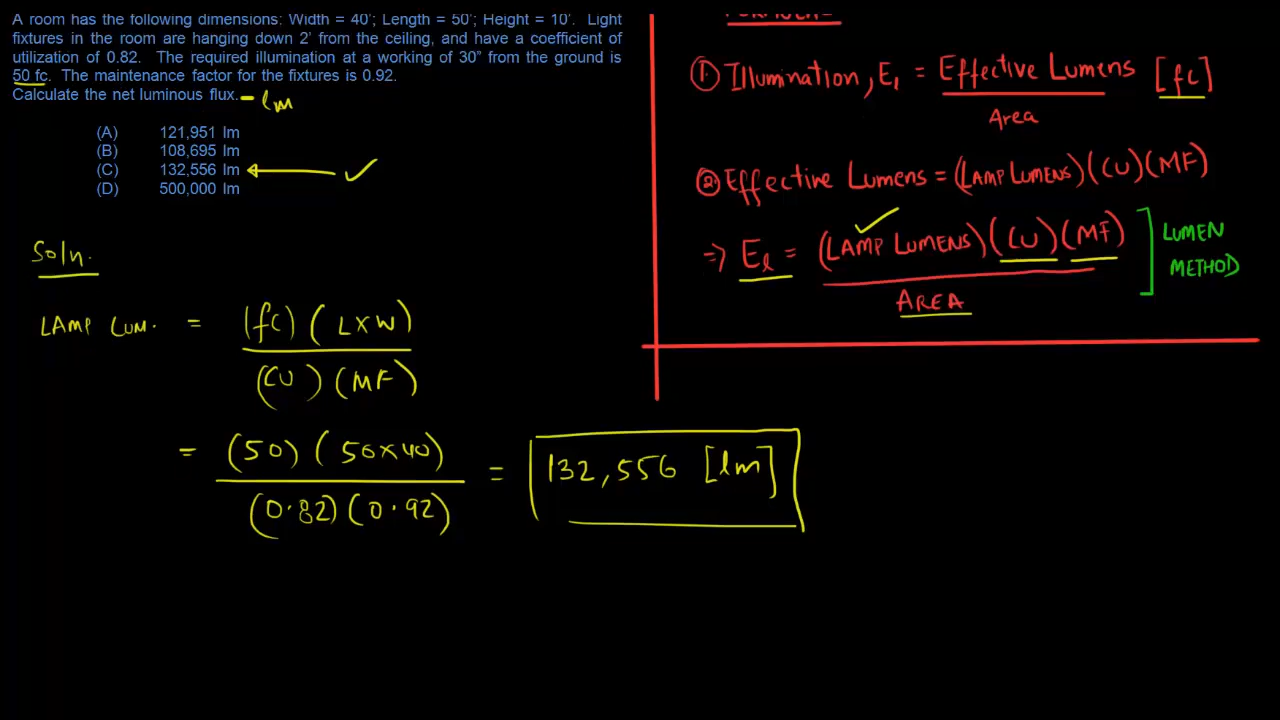 A room has the following dimensions: Width = 40'; Length = 50'; Height = 10'. Light
fixtures in the room are hanging down 2' from the ceiling, and have a coefficient of
utilization of 0.82. The required illumination at a working of 30" from the ground is
50 fc. The maintenance factor for the fixtures is 0.92.
Calculate the net luminous flux. - lm
(A) 121,951 lm
(B) 108,695 lm
(C) 132,556 lm
(D) 500,000 lm
Soln.
LAMP LUM. = (fc) (LXW)
(CU) (MF)
= (50) (50x40)
(0.82) (0.92)
= 132,556 [lm]
① Illumination, E₁ = Effective Lumens [fc]
Area
② Effective Lumens = (LAMP LUMENS) (CU) (MF)
⇒ Eℓ = (LAMP LUMENS) (CU) (MF)
AREA
LUMEN
METHOD